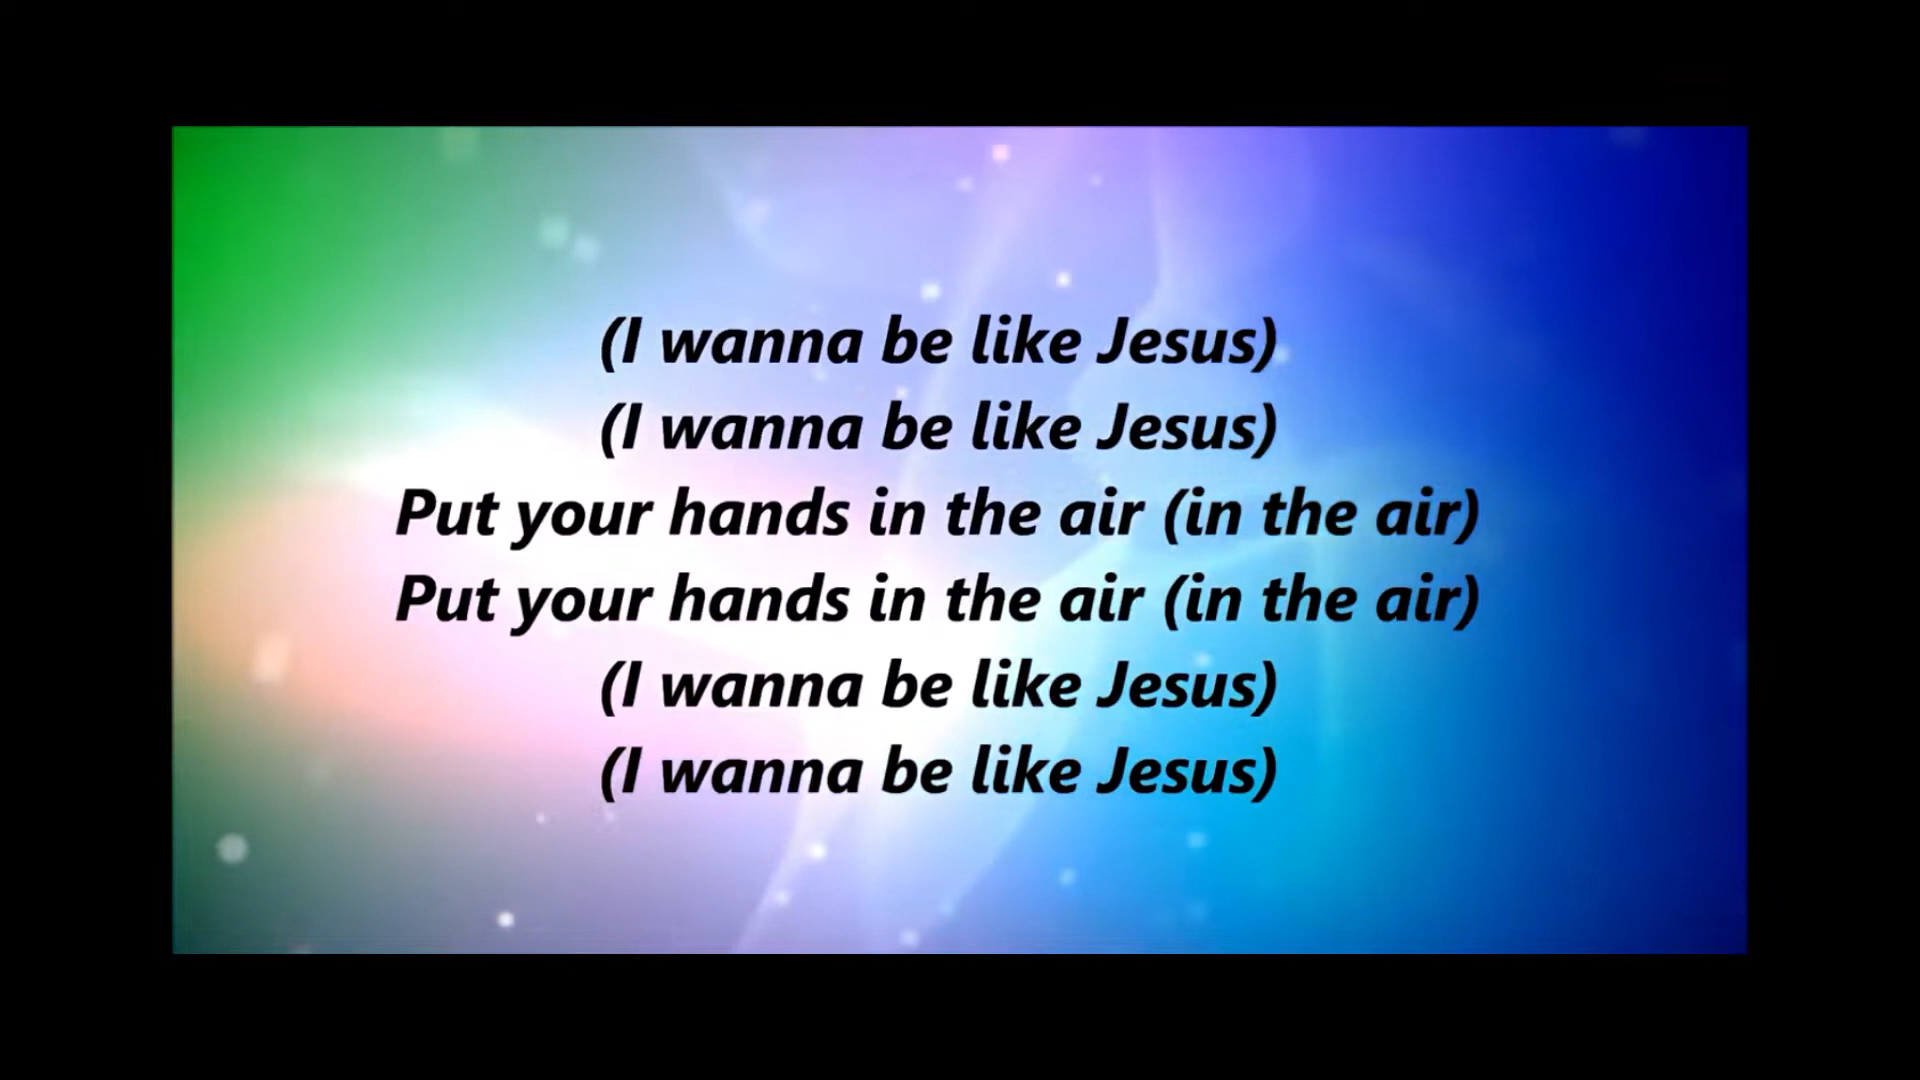 (I wanna be like Jesus)
(I wanna be like Jesus)
Put your hands in the air (in the air)
Put your hands in the air (in the air)
(I wanna be like Jesus)
(I wanna be like Jesus)